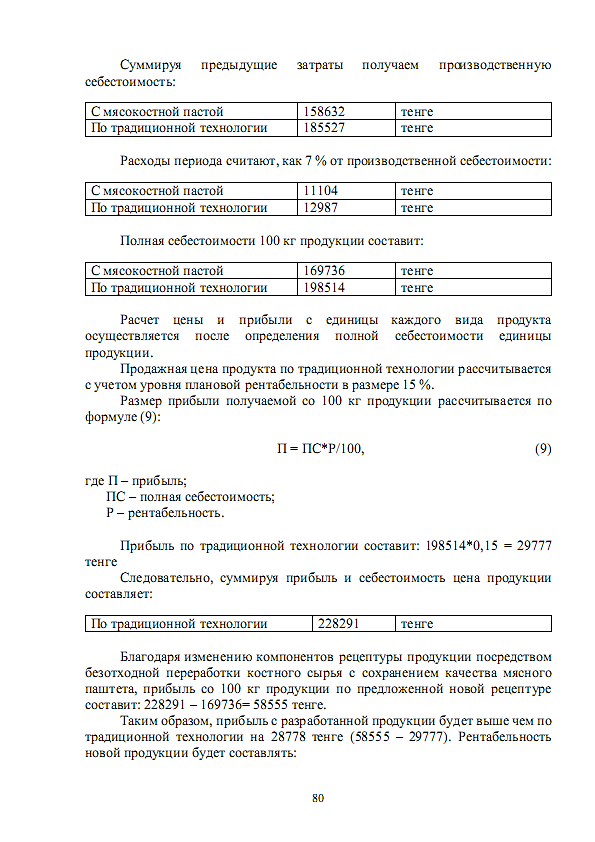 Суммируя предыдущие затраты получаем производственную
себестоимость:
С мясокостной пастой 158632 тенге
По традиционной технологии 185527 тенге
Расходы периода считают, как 7 % от производственной себестоимости:
С мясокостной пастой 11104 тенге
По традиционной технологии 12987 тенге
Полная себестоимости 100 кг продукции составит:
С мясокостной пастой 169736 тенге
По традиционной технологии 198514 тенге
Расчет цены и прибыли с единицы каждого вида продукта
осуществляется после определения полной себестоимости единицы
продукции.
Продажная цена продукта по традиционной технологии рассчитывается
с учетом уровня плановой рентабельности в размере 15 %.
Размер прибыли получаемой со 100 кг продукции рассчитывается по
формуле (9):
П = ПС*Р/100, (9)
где П – прибыль;
ПС – полная себестоимость;
Р – рентабельность.
Прибыль по традиционной технологии составит: 198514*0,15 = 29777
тенге
Следовательно, суммируя прибыль и себестоимость цена продукции
составляет:
По традиционной технологии 228291 тенге
Благодаря изменению компонентов рецептуры продукции посредством
безотходной переработки костного сырья с сохранением качества мясного
паштета, прибыль со 100 кг продукции по предложенной новой рецептуре
составит: 228291 – 169736= 58555 тенге.
Таким образом, прибыль с разработанной продукции будет выше чем по
традиционной технологии на 28778 тенге (58555 – 29777). Рентабельность
новой продукции будет составлять:
80